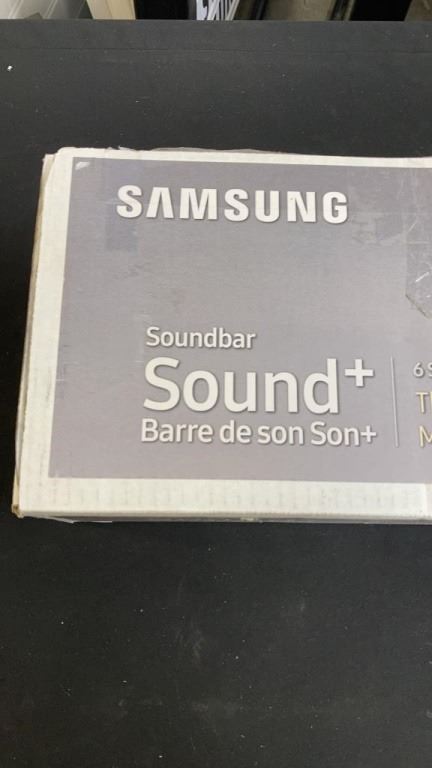 SAMSUNG
Soundbar
Sound+
Barre de son Son+